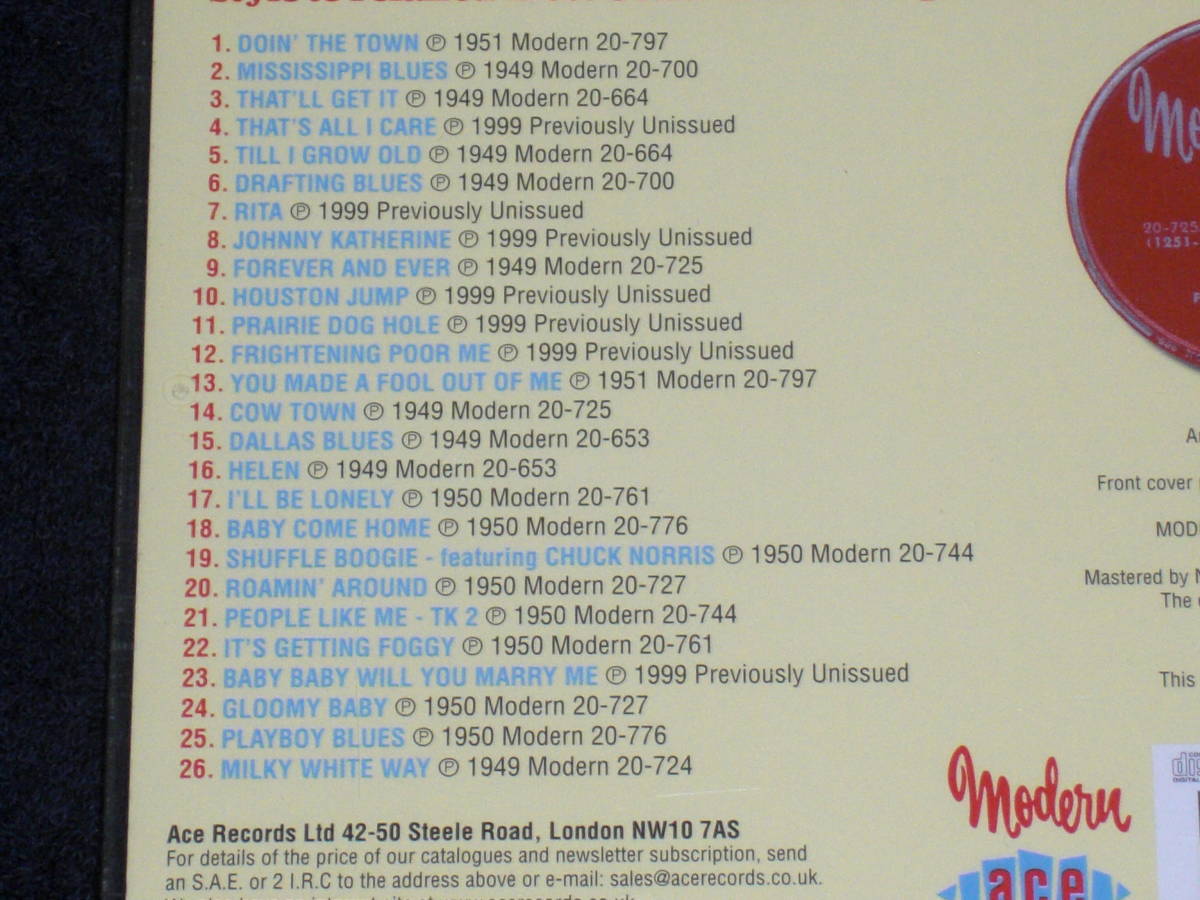 1. DOIN' THE TOWN ℗ 1951 Modern 20-797
2. MISSISSIPPI BLUES ℗ 1949 Modern 20-700
3. THAT'LL GET IT ℗ 1949 Modern 20-664
4. THAT'S ALL I CARE ℗ 1999 Previously Unissued
5. TILL I GROW OLD ℗ 1949 Modern 20-664
6. DRAFTING BLUES ℗ 1949 Modern 20-700
7. RITA ℗ 1999 Previously Unissued
8. JOHNNY KATHERINE ℗ 1999 Previously Unissued
9. FOREVER AND EVER ℗ 1949 Modern 20-725
10. HOUSTON JUMP ℗ 1999 Previously Unissued
11. PRAIRIE DOG HOLE ℗ 1999 Previously Unissued
12. FRIGHTENING POOR ME ℗ 1999 Previously Unissued
13. YOU MADE A FOOL OUT OF ME ℗ 1951 Modern 20-797
14. COW TOWN ℗ 1949 Modern 20-725
15. DALLAS BLUES ℗ 1949 Modern 20-653
16. HELEN ℗ 1949 Modern 20-653
17. I'LL BE LONELY ℗ 1950 Modern 20-761
18. BABY COME HOME ℗ 1950 Modern 20-776
19. SHUFFLE BOOGIE - featuring CHUCK NORRIS ℗ 1950 Modern 20-744
20. ROAMIN' AROUND ℗ 1950 Modern 20-727
21. PEOPLE LIKE ME - TK 2 ℗ 1950 Modern 20-744
22. IT'S GETTING FOGGY ℗ 1950 Modern 20-761
23. BABY BABY WILL YOU MARRY ME ℗ 1999 Previously Unissued
24. GLOOMY BABY ℗ 1950 Modern 20-727
25. PLAYBOY BLUES ℗ 1950 Modern 20-776
26. MILKY WHITE WAY ℗ 1949 Modern 20-724
Ace Records Ltd 42-50 Steele Road, London NW10 7AS
For details of the price of our catalogues and newsletter subscription, send
an S.A.E. or 2 I.R.C to the address above or e-mail: sales@acerecords.co.uk.
Mo
20-725
(1251-
Front cover
MOD
Mastered by N
The
This
Modern
ace